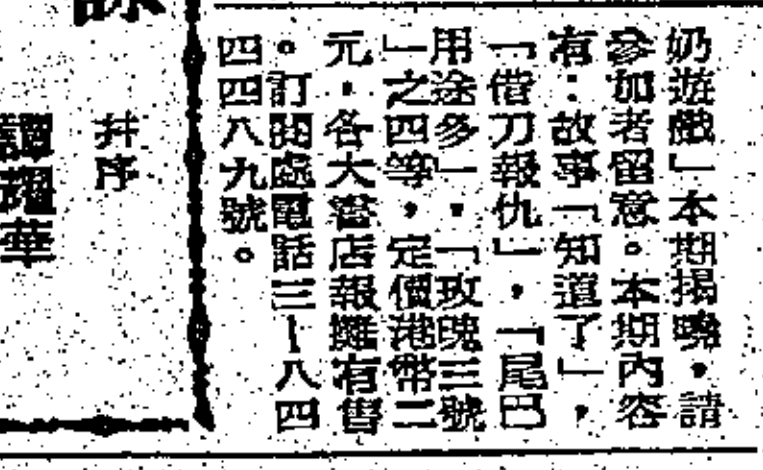 奶遊戲」本期揭曉,請
參加者留意。本期內容
有:故事「知道了」,
「借刀報仇」,「尾巴
用途多」,「玫瑰三號
」之四等,定價港幣二
元,各大書店報攤有售
。訂閱處電話三—八四
四四八九號。
幷序
譚耀華